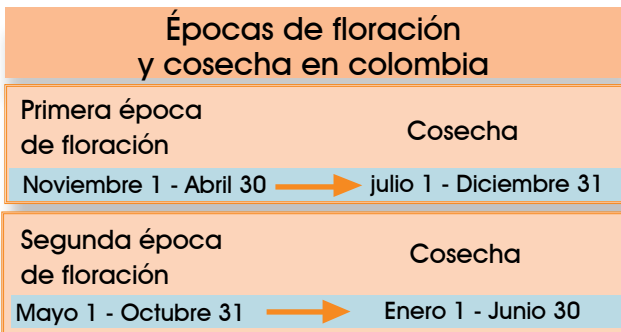 Épocas de floración
y cosecha en colombia
Primera época
de floración
Cosecha
Noviembre 1 - Abril 30
julio 1 - Diciembre 31
Segunda época
de floración
Cosecha
Mayo 1 - Octubre 31
Enero 1 - Junio 30